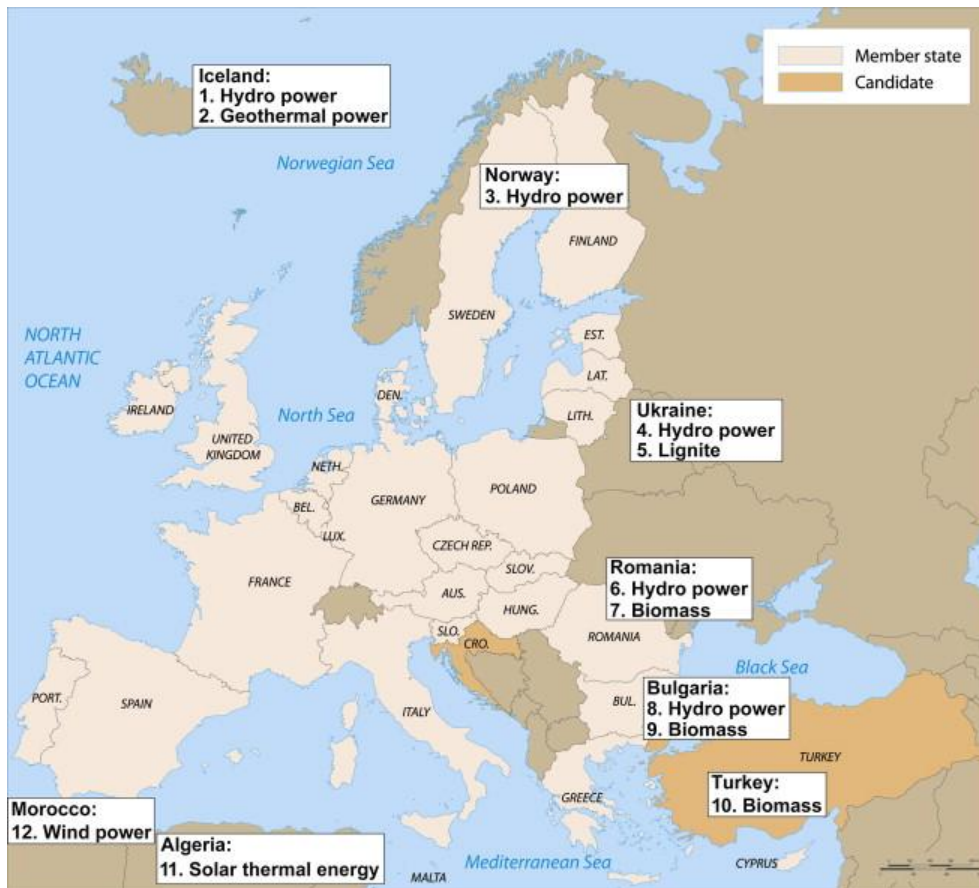 Member state
Candidate
Iceland:
1. Hydro power
2. Geothermal power
Norwegian Sea
Norway:
3. Hydro power
FINLAND
SWEDEN
NORTH
ATLANTIC
OCEAN
EST.
LAT.
DEN.
LITH.
IRELAND
North Sea
UNITED
KINGDOM
Ukraine:
4. Hydro power
5. Lignite
NETH.
BEL.
GERMANY
POLAND
LUX.
CZECH REP.
SLOV.
FRANCE
AUS.
HUNG.
Romania:
6. Hydro power
7. Biomass
SLO.
CRO.
ROMANIA
Black Sea
PORT.
SPAIN
ITALY
BUL.
Bulgaria:
8. Hydro power
9. Biomass
TURKEY
Turkey:
10. Biomass
GREECE
Morocco:
12. Wind power
Algeria:
11. Solar thermal energy
Mediterranean Sea
CYPRUS
MALTA